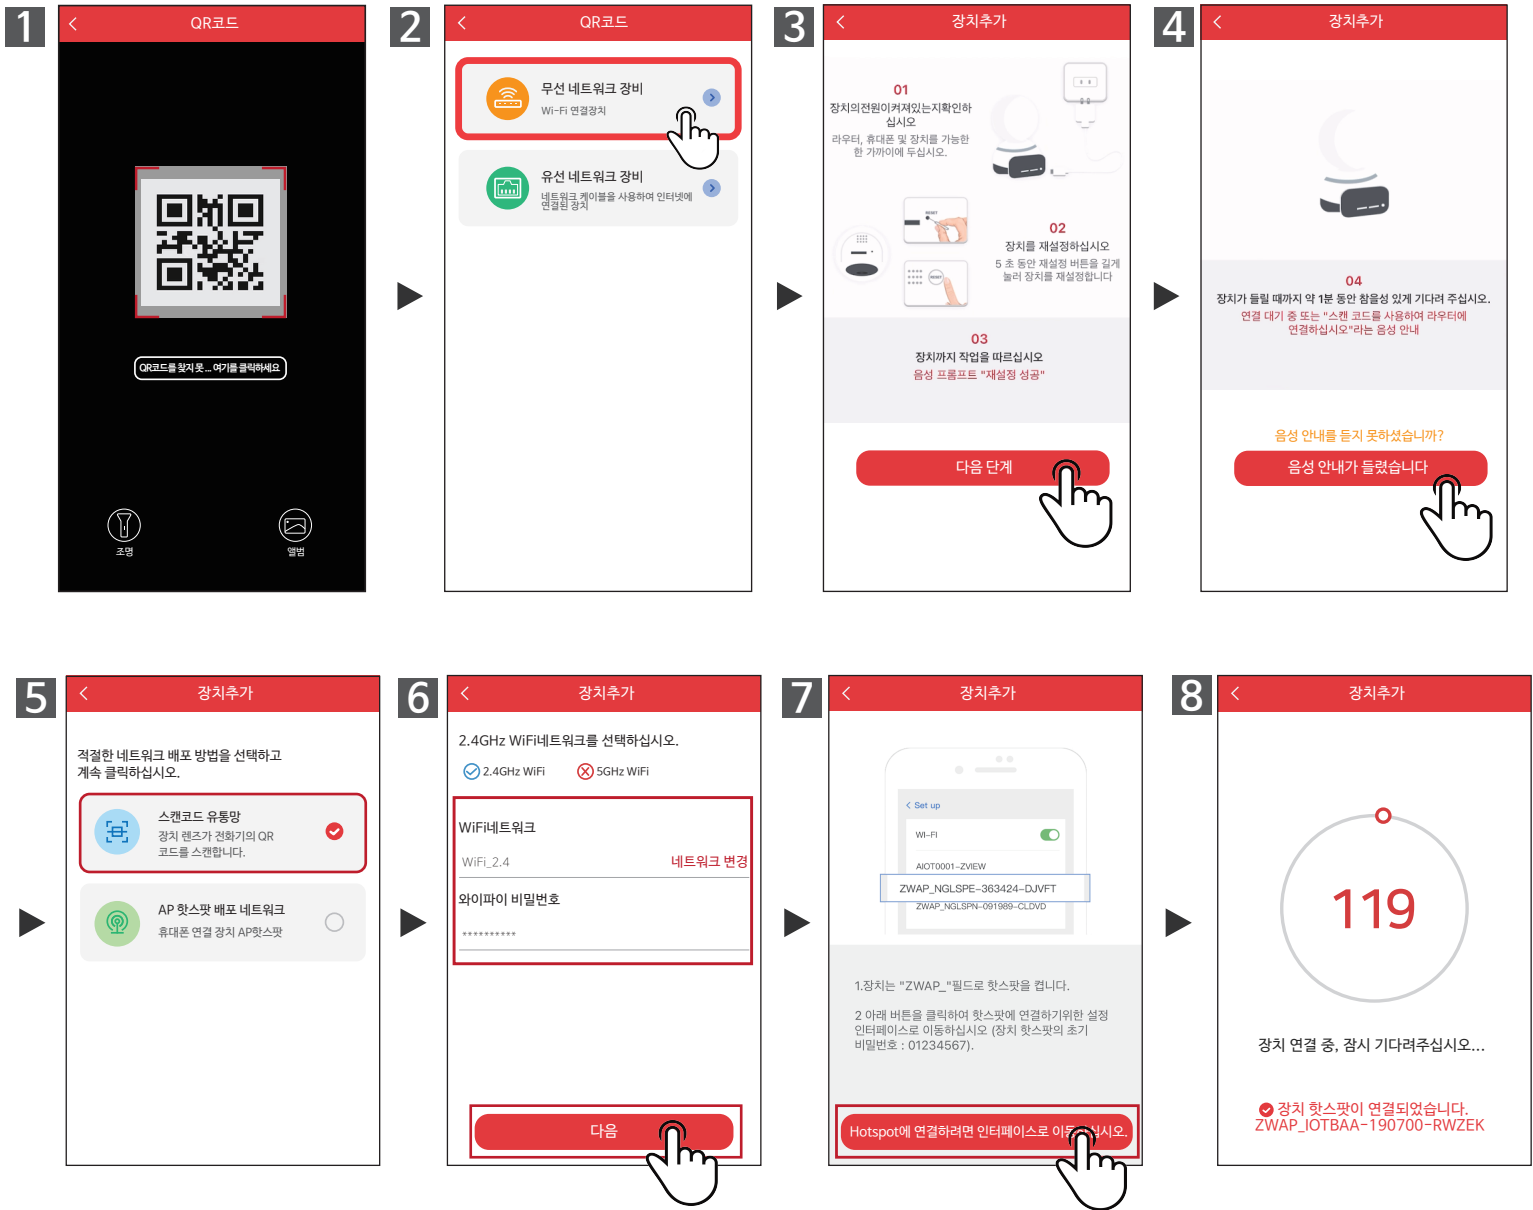 1
QR코드
QR코드를 찾지 못 ... 여기를 클릭하세요
조명
앨범
2
QR코드
무선 네트워크 장비
Wi-Fi 연결장치
유선 네트워크 장비
네트워크 케이블을 사용하여 인터넷에
연결된 장치
3
장치추가
01
장치의전원이켜져있는지확인하
십시오
라우터, 휴대폰 및 장치를 가능한
한 가까이에 두십시오.
RESET
RESET
02
장치를 재설정하십시오
5 초 동안 재설정 버튼을 길게
눌러 장치를 재설정합니다
03
장치까지 작업을 따르십시오
음성 프롬프트 "재설정 성공"
다음 단계
4
장치추가
04
장치가 들릴 때까지 약 1분 동안 참을성 있게 기다려 주십시오.
연결 대기 중 또는 "스캔 코드를 사용하여 라우터에
연결하십시오"라는 음성 안내
음성 안내를 듣지 못하셨습니까?
음성 안내가 들렸습니다
5
장치추가
적절한 네트워크 배포 방법을 선택하고
계속 클릭하십시오.
스캔코드 유통망
장치 렌즈가 전화기의 QR
코드를 스캔합니다.
AP 핫스팟 배포 네트워크
휴대폰 연결 장치 AP핫스팟
6
장치추가
2.4GHz WiFi네트워크를 선택하십시오.
2.4GHz WiFi 5GHz WiFi
WiFi네트워크
WiFi_2.4 네트워크 변경
와이파이 비밀번호
**********
다음
7
장치추가
< Set up
WI-FI
AIOT0001-ZVIEW
ZWAP_NGLSPE-363424-DJVFT
ZWAP_NGLSPN-091989-CLDVD
1.장치는 "ZWAP_"필드로 핫스팟을 켭니다.
2 아래 버튼을 클릭하여 핫스팟에 연결하기위한 설정
인터페이스로 이동하십시오 (장치 핫스팟의 초기
비밀번호 : 01234567).
Hotspot에 연결하려면 인터페이스로 이동하십시오.
8
장치추가
119
장치 연결 중, 잠시 기다려주십시오...
장치 핫스팟이 연결되었습니다.
ZWAP_IOTBAA-190700-RWZEK